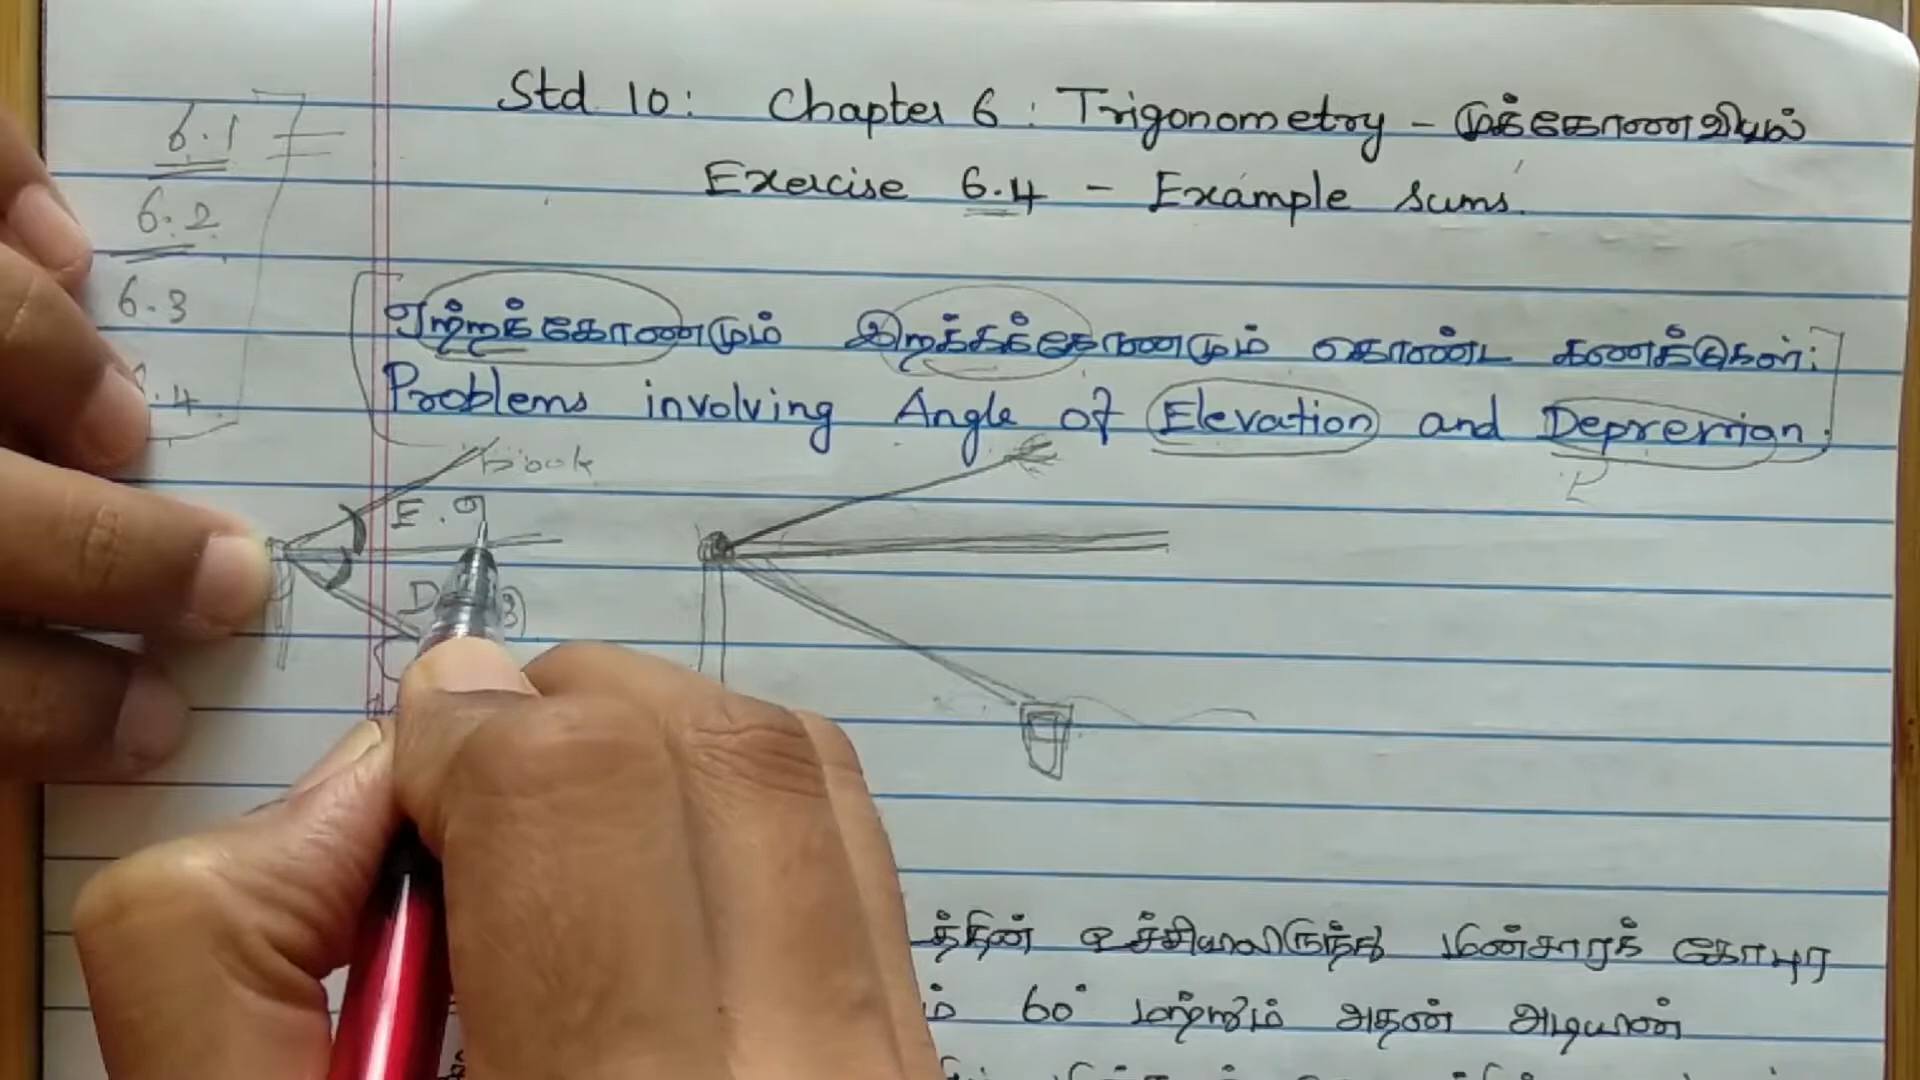 Std 10: Chapter 6 : Trigonometry - முக்கோணவியல்
Exercise 6.4 - Example sums.
6.1
6.2
6.3
.4
ஏற்றக்கோணமும் இறக்கக்கோணமும் கொண்ட கணக்குகள்:
Problems involving Angle of Elevation and Depression.
book
E. ஏ
D
த்தின் உச்சியிலிருந்து மின்சாரக் கோபுர
ம் 60° மற்றும் அதன் அடியின்